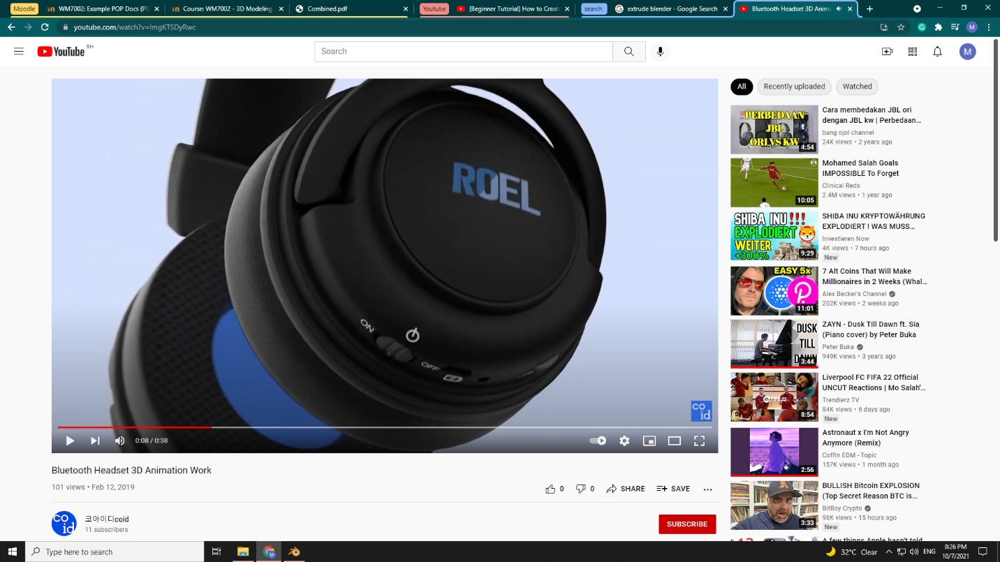 Moodle
WM7002: Example POP Docs (PD
Course: WM7002 - 3D Modeling
Combined.pdf
Youtube
[Beginner Tutorial] How to Creat
search
extrude blender - Google Search
Bluetooth Headset 3D Anima
youtube.com/watch?v=ImgKTSDyRwc
M
YouTube
BH
Search
M
ROEL
ON
OFF
co
id
0:08 / 0:38
Bluetooth Headset 3D Animation Work
101 views • Feb 12, 2019
0
0
SHARE
SAVE
co
id
코아이디coid
11 subscribers
SUBSCRIBE
All
Recently uploaded
Watched
PERBEDAAN
JBL
ORI VS KW
4:54
Cara membedakan JBL ori
dengan JBL kw | Perbedaan...
bang ojol channel
24K views • 2 years ago
10:05
Mohamed Salah Goals
IMPOSSIBLE To Forget
Clinical Reds
2.4M views • 1 year ago
SHIBA INU!!!
EXPLODIERT
WEITER
+300%
9:29
SHIBA INU KRYPTOWÄHRUNG
EXPLODIERT ! WAS MUSS...
Investieren Now
4K views • 7 hours ago
New
EASY 5x
11:01
7 Alt Coins That Will Make
Millionaires in 2 Weeks (Whal...
Alex Becker's Channel
202K views • 2 weeks ago
DUSK
TILL
DAWN
3:44
ZAYN - Dusk Till Dawn ft. Sia
(Piano cover) by Peter Buka
Peter Buka
949K views • 3 years ago
8:54
Liverpool FC FIFA 22 Official
UNCUT Reactions | Mo Salah'...
Trendlerz TV
84K views • 6 days ago
New
2:56
Astronaut x I'm Not Angry
Anymore (Remix)
Coffin EDM - Topic
157K views • 1 month ago
3:33
BULLISH Bitcoin EXPLOSION
(Top Secret Reason BTC is...
BitBoy Crypto
98K views • 15 hours ago
New
A few things Apple hasn't told
Type here to search
32°C Clear
ENG
8:26 PM
10/7/2021